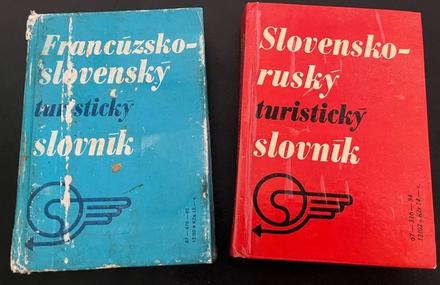 Francúzsko-
slovenský
turistický
slovník
Slovensko-
ruský
turistický
slovník